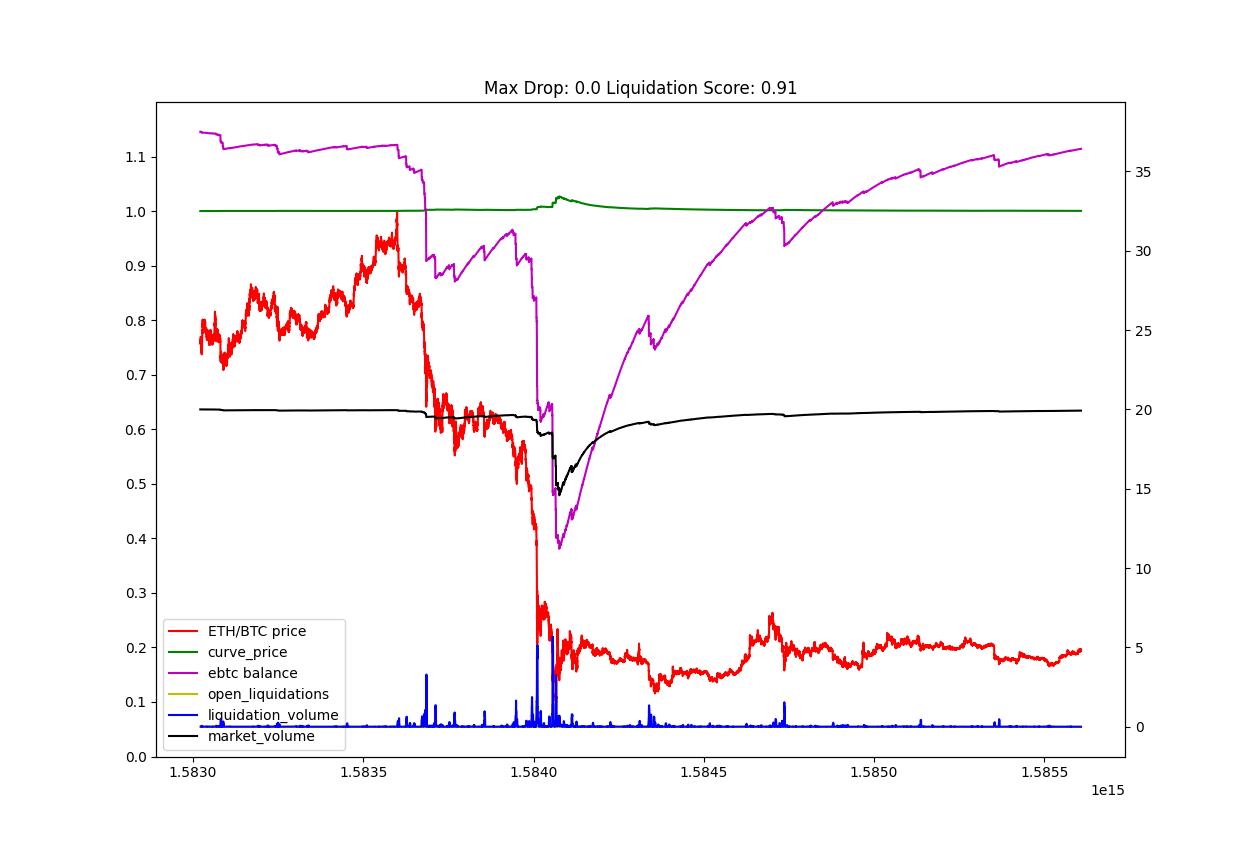 Max Drop: 0.0 Liquidation Score: 0.91
1.1
1.0
0.9
0.8
0.7
0.6
0.5
0.4
0.3
0.2
0.1
0.0
35
30
25
20
15
10
5
0
ETH/BTC price
curve_price
ebtc balance
open_liquidations
liquidation_volume
market_volume
1.5830 1.5835 1.5840 1.5845 1.5850 1.5855
1e15